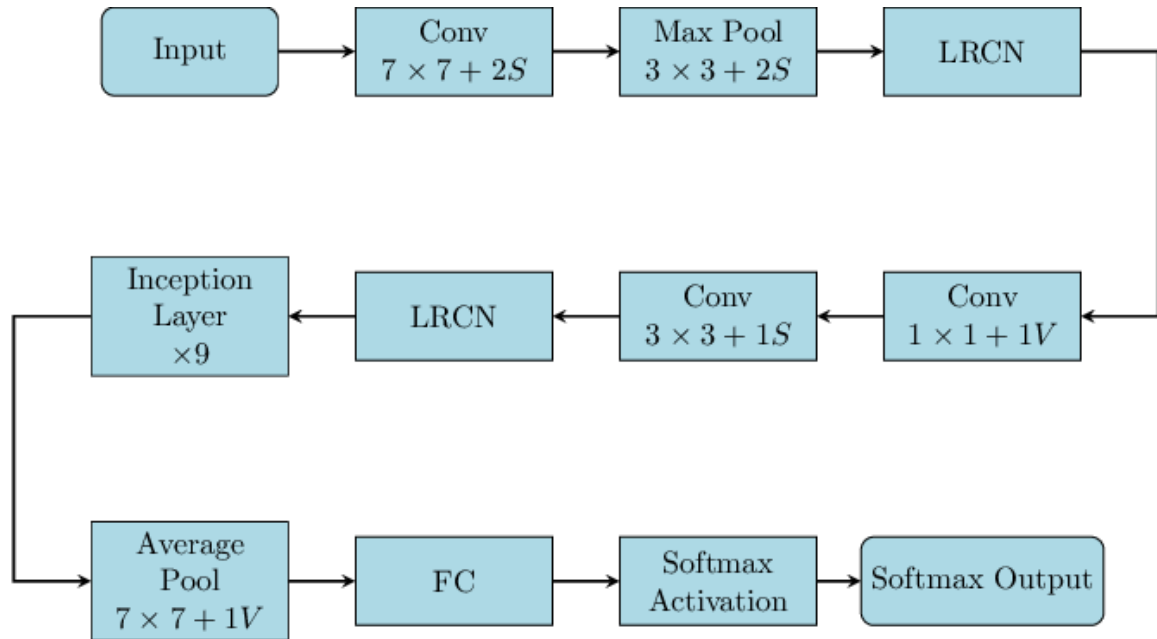 Input
Conv
7 × 7 + 2S
Max Pool
3 × 3 + 2S
LRCN
Conv
1 × 1 + 1V
Conv
3 × 3 + 1S
LRCN
Inception
Layer
×9
Average
Pool
7 × 7 + 1V
FC
Softmax
Activation
Softmax Output